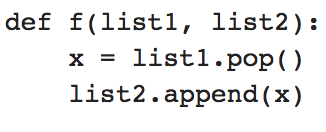 def f(list1, list2):
    x = list1.pop()
    list2.append(x)